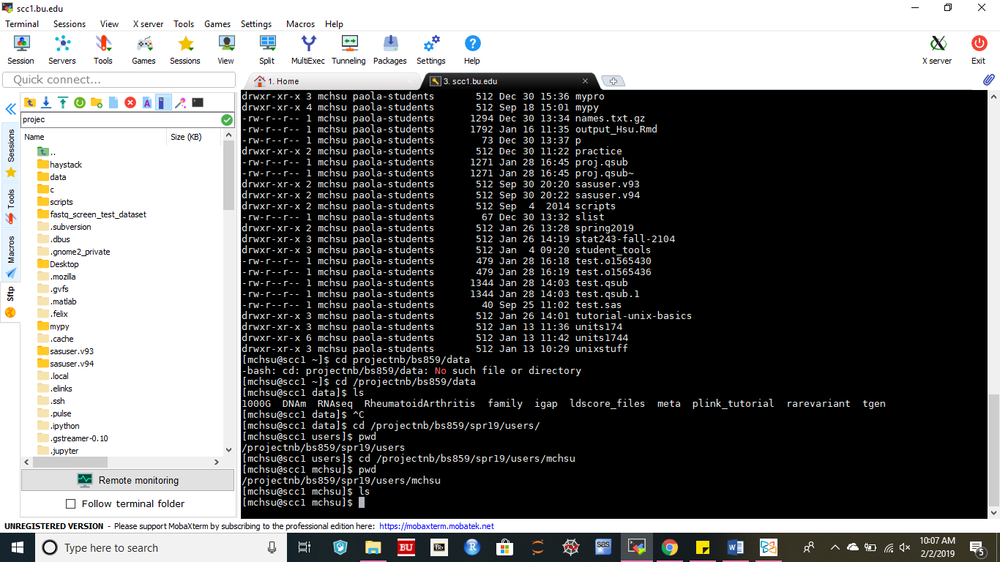 scc1.bu.edu
Terminal Sessions View X server Tools Games Settings Macros Help
Session Servers Tools Games Sessions View Split MultiExec Tunneling Packages Settings Help X server Exit
Quick connect...
1. Home
3. scc1.bu.edu
Sessions
Tools
Macros
Sftp
projec
Name Size (KB)
..
haystack
data
c
scripts
fastq_screen_test_dataset
.subversion
.dbus
.gnome2_private
Desktop
.mozilla
.gvfs
.matlab
.felix
mypy
.cache
sasuser.v93
sasuser.v94
.local
.elinks
.ssh
.pulse
.ipython
.gstreamer-0.10
.jupyter
Remote monitoring
Follow terminal folder
drwxr-xr-x 3 mchsu paola-students 512 Dec 30 15:36 mypro
drwxr-xr-x 4 mchsu paola-students 512 Sep 18 15:01 mypy
-rw-r--r-- 1 mchsu paola-students 1294 Dec 30 13:34 names.txt.gz
-rw-r--r-- 1 mchsu paola-students 1792 Jan 16 11:35 output_Hsu.Rmd
-rw-r--r-- 1 mchsu paola-students 73 Dec 30 13:37 p
drwxr-xr-x 2 mchsu paola-students 512 Dec 30 11:22 practice
-rw-r--r-- 1 mchsu paola-students 1271 Jan 28 16:45 proj.qsub
-rw-r--r-- 1 mchsu paola-students 1271 Jan 28 16:45 proj.qsub~
drwxr-xr-x 2 mchsu paola-students 512 Sep 30 20:20 sasuser.v93
drwxr-xr-x 2 mchsu paola-students 512 Sep 30 20:22 sasuser.v94
drwxr-xr-x 2 mchsu paola-students 512 Sep 4 2014 scripts
-rw-r--r-- 1 mchsu paola-students 67 Dec 30 13:32 slist
drwxr-xr-x 2 mchsu paola-students 512 Jan 26 13:28 spring2019
drwxr-xr-x 3 mchsu paola-students 512 Jan 26 14:19 stat243-fall-2104
drwxr-xr-x 3 mchsu paola-students 512 Jan 4 09:20 student_tools
-rw-r--r-- 1 mchsu paola-students 479 Jan 28 16:18 test.o1565430
-rw-r--r-- 1 mchsu paola-students 479 Jan 28 16:19 test.o1565436
-rw-r--r-- 1 mchsu paola-students 1344 Jan 28 14:03 test.qsub
-rw-r--r-- 1 mchsu paola-students 1344 Jan 28 14:03 test.qsub.1
-rw-r--r-- 1 mchsu paola-students 40 Sep 25 11:02 test.sas
drwxr-xr-x 3 mchsu paola-students 512 Jan 26 14:01 tutorial-unix-basics
drwxr-xr-x 3 mchsu paola-students 512 Jan 13 11:36 units174
drwxr-xr-x 6 mchsu paola-students 512 Jan 13 11:42 units1744
drwxr-xr-x 3 mchsu paola-students 512 Jan 13 10:29 unixstuff
[mchsu@scc1 ~]$ cd projectnb/bs859/data
-bash: cd: projectnb/bs859/data: No such file or directory
[mchsu@scc1 ~]$ cd /projectnb/bs859/data
[mchsu@scc1 data]$ ls
1000G DNAm RNAseq RheumatoidArthritis family igap ldscore_files meta plink_tutorial rarevariant tgen
[mchsu@scc1 data]$ ^C
[mchsu@scc1 data]$ cd /projectnb/bs859/spr19/users/
[mchsu@scc1 users]$ pwd
/projectnb/bs859/spr19/users
[mchsu@scc1 users]$ cd /projectnb/bs859/spr19/users/mchsu
[mchsu@scc1 mchsu]$ pwd
/projectnb/bs859/spr19/users/mchsu
[mchsu@scc1 mchsu]$ ls
[mchsu@scc1 mchsu]$
UNREGISTERED VERSION - Please support MobaXterm by subscribing to the professional edition here: https://mobaxterm.mobatek.net
Type here to search
BU
Bb
R
sas
W
10:07 AM
2/2/2019
5